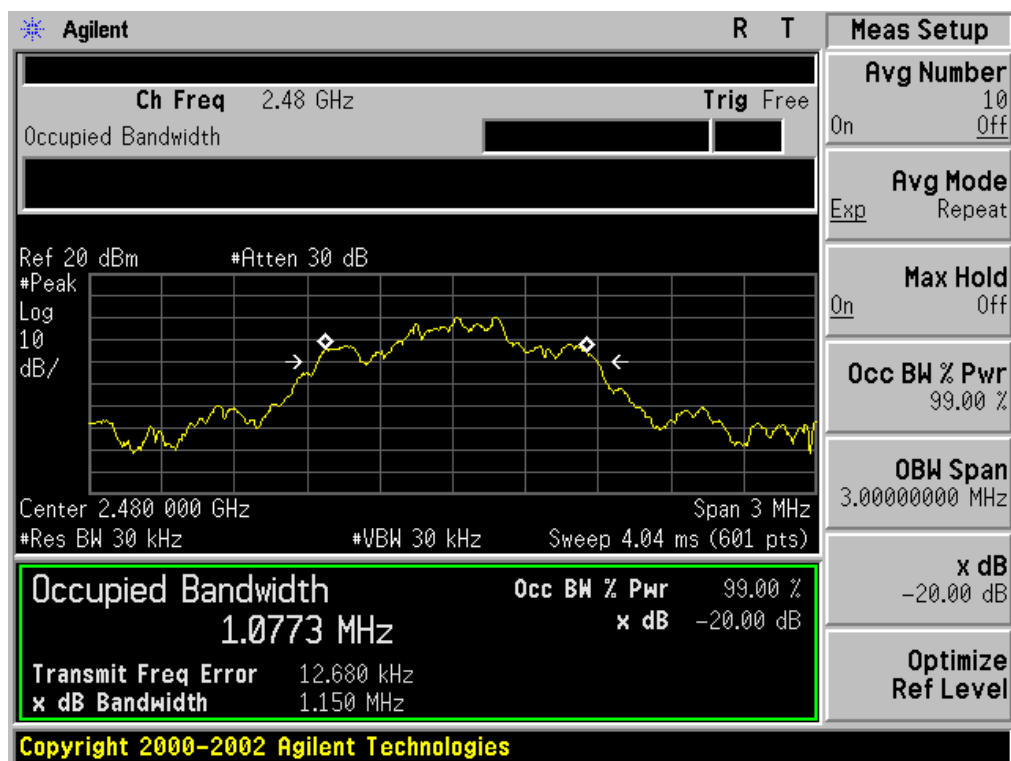 Agilent R T
Ch Freq 2.48 GHz Trig Free
Occupied Bandwidth
Ref 20 dBm #Atten 30 dB
#Peak
Log
10
dB/
Center 2.480 000 GHz Span 3 MHz
#Res BW 30 kHz #VBW 30 kHz Sweep 4.04 ms (601 pts)
Occupied Bandwidth Occ BW % Pwr 99.00 %
1.0773 MHz x dB -20.00 dB
Transmit Freq Error 12.680 kHz
x dB Bandwidth 1.150 MHz
Copyright 2000-2002 Agilent Technologies
Meas Setup
Avg Number
10
On Off
Avg Mode
Exp Repeat
Max Hold
On Off
Occ BW % Pwr
99.00 %
OBW Span
3.00000000 MHz
x dB
-20.00 dB
Optimize
Ref Level